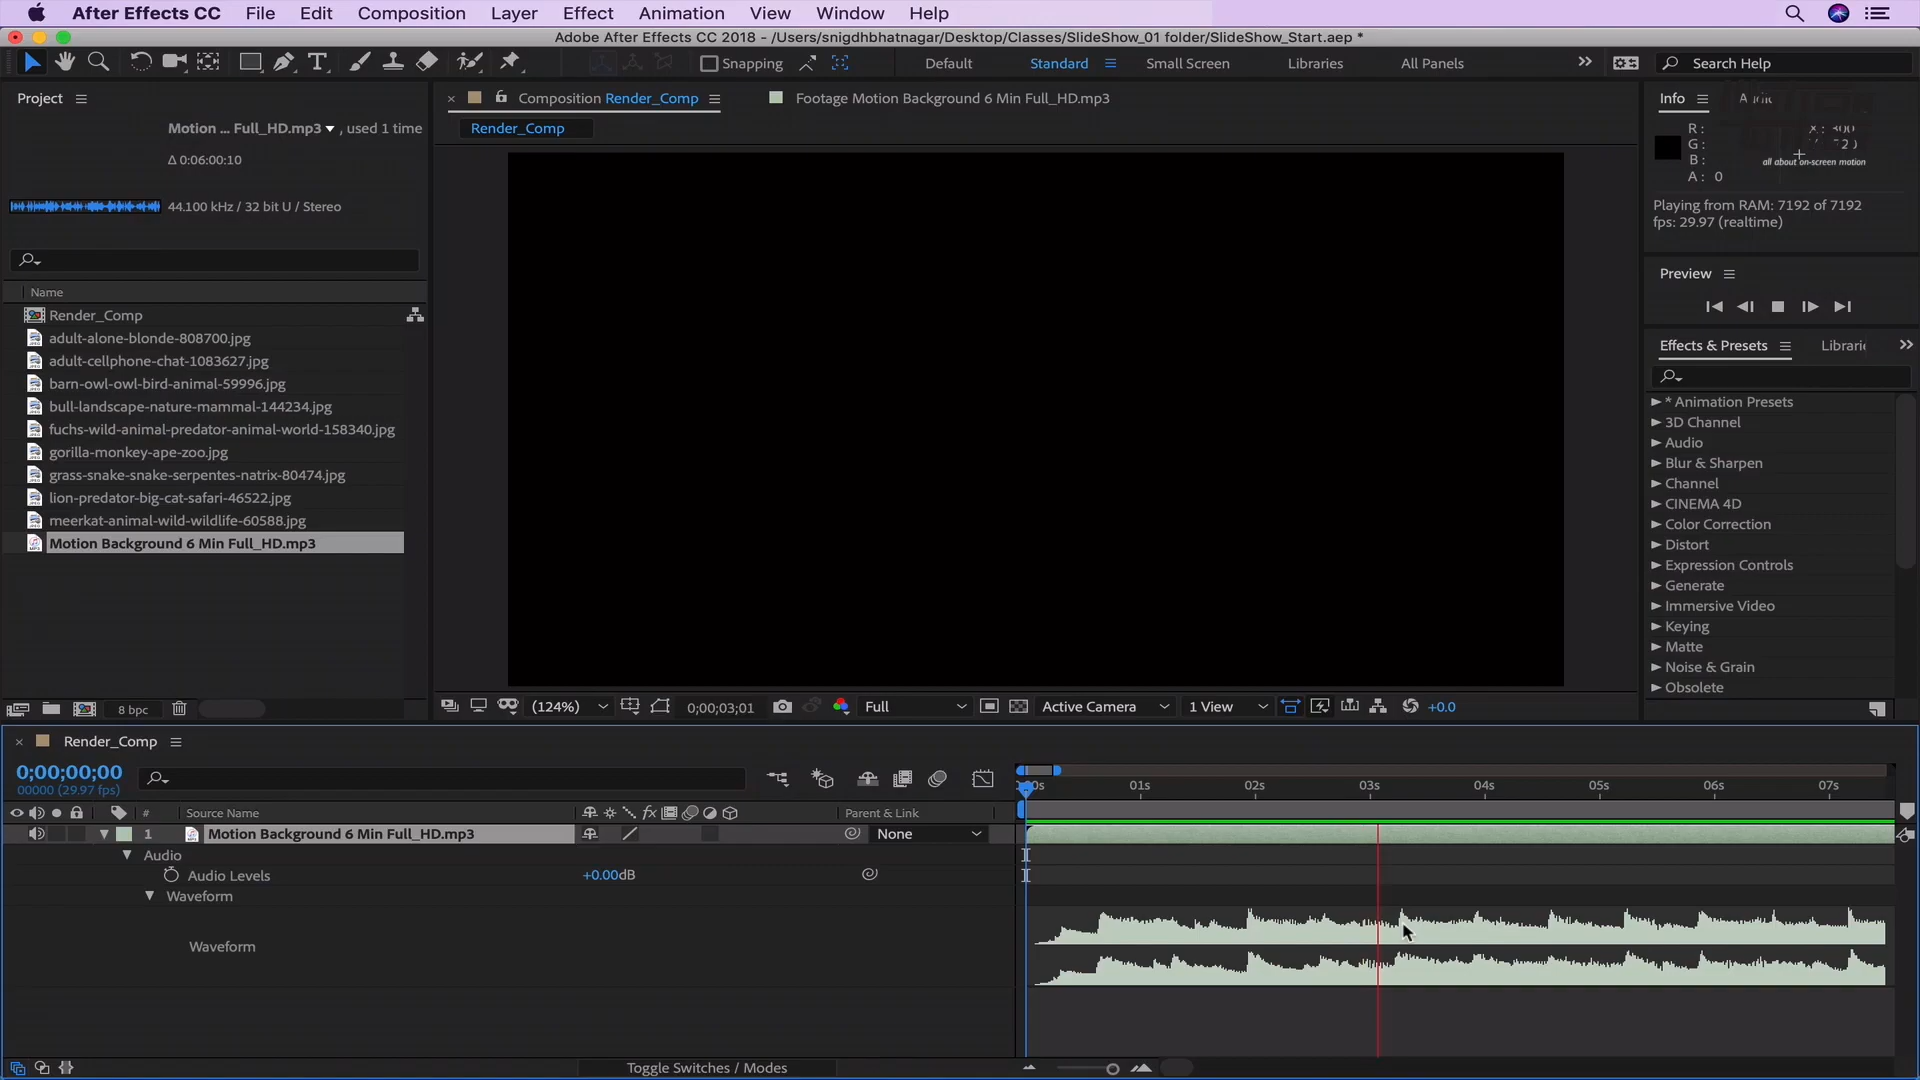 After Effects CC File Edit Composition Layer Effect Animation View Window Help
Adobe After Effects CC 2018 - /Users/snigdhbhatnagar/Desktop/Classes/SlideShow_01 folder/SlideShow_Start.aep *
Snapping Default Standard Small Screen Libraries All Panels Search Help
Project
Motion ... Full_HD.mp3 , used 1 time
Δ 0:06:00:10
44.100 kHz / 32 bit U / Stereo
Name
Render_Comp
adult-alone-blonde-808700.jpg
adult-cellphone-chat-1083627.jpg
barn-owl-owl-bird-animal-59996.jpg
bull-landscape-nature-mammal-144234.jpg
fuchs-wild-animal-predator-animal-world-158340.jpg
gorilla-monkey-ape-zoo.jpg
grass-snake-snake-serpentes-natrix-80474.jpg
lion-predator-big-cat-safari-46522.jpg
meerkat-animal-wild-wildlife-60588.jpg
Motion Background 6 Min Full_HD.mp3
8 bpc
Composition Render_Comp Footage Motion Background 6 Min Full_HD.mp3
Render_Comp
(124%) 0;00;03;01 Full Active Camera 1 View +0.0
Info
R :
G :
B :
A : 0
all about on-screen motion
Playing from RAM: 7192 of 7192
fps: 29.97 (realtime)
Preview
Effects & Presets Librari
* Animation Presets
3D Channel
Audio
Blur & Sharpen
Channel
CINEMA 4D
Color Correction
Distort
Expression Controls
Generate
Immersive Video
Keying
Matte
Noise & Grain
Obsolete
Render_Comp
0;00;00;00
00000 (29.97 fps)
01s 02s 03s 04s 05s 06s 07s
# Source Name Parent & Link
1 Motion Background 6 Min Full_HD.mp3 None
Audio
Audio Levels +0.00dB
Waveform
Waveform
Toggle Switches / Modes